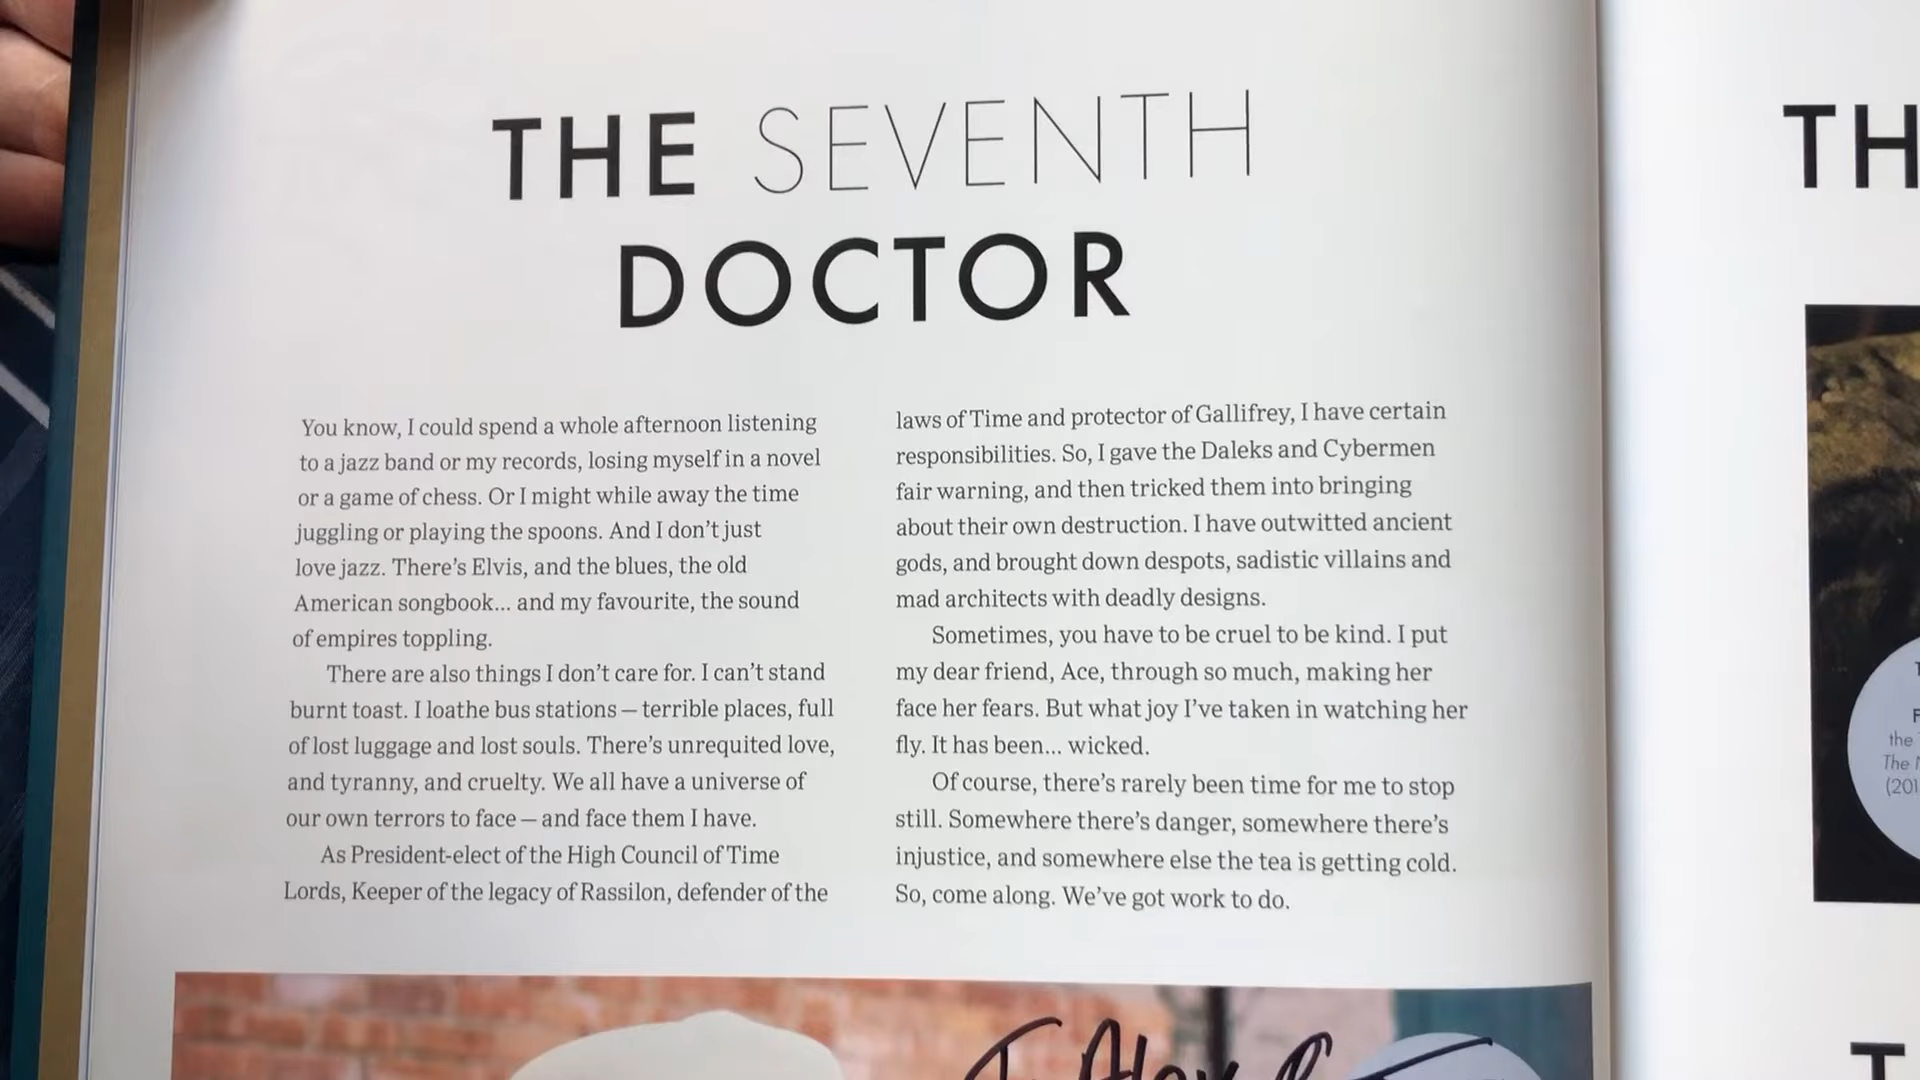 THE SEVENTH
DOCTOR
You know, I could spend a whole afternoon listening
to a jazz band or my records, losing myself in a novel
or a game of chess. Or I might while away the time
juggling or playing the spoons. And I don’t just
love jazz. There’s Elvis, and the blues, the old
American songbook... and my favourite, the sound
of empires toppling.
There are also things I don’t care for. I can’t stand
burnt toast. I loathe bus stations – terrible places, full
of lost luggage and lost souls. There’s unrequited love,
and tyranny, and cruelty. We all have a universe of
our own terrors to face – and face them I have.
As President-elect of the High Council of Time
Lords, Keeper of the legacy of Rassilon, defender of the
laws of Time and protector of Gallifrey, I have certain
responsibilities. So, I gave the Daleks and Cybermen
fair warning, and then tricked them into bringing
about their own destruction. I have outwitted ancient
gods, and brought down despots, sadistic villains and
mad architects with deadly designs.
Sometimes, you have to be cruel to be kind. I put
my dear friend, Ace, through so much, making her
face her fears. But what joy I’ve taken in watching her
fly. It has been... wicked.
Of course, there’s rarely been time for me to stop
still. Somewhere there’s danger, somewhere there’s
injustice, and somewhere else the tea is getting cold.
So, come along. We’ve got work to do.
TH
the
The
(201